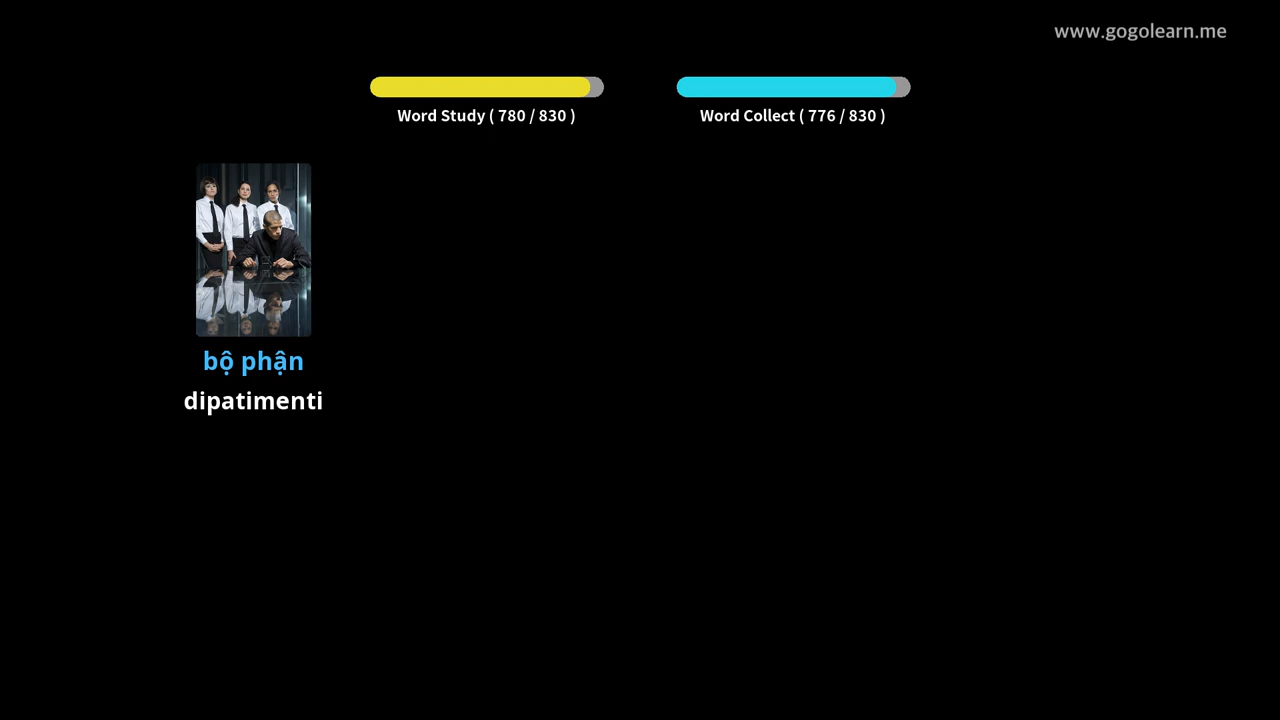 www.gogolearn.me
Word Study ( 780 / 830 )
Word Collect ( 776 / 830 )
bộ phận
dipatimenti